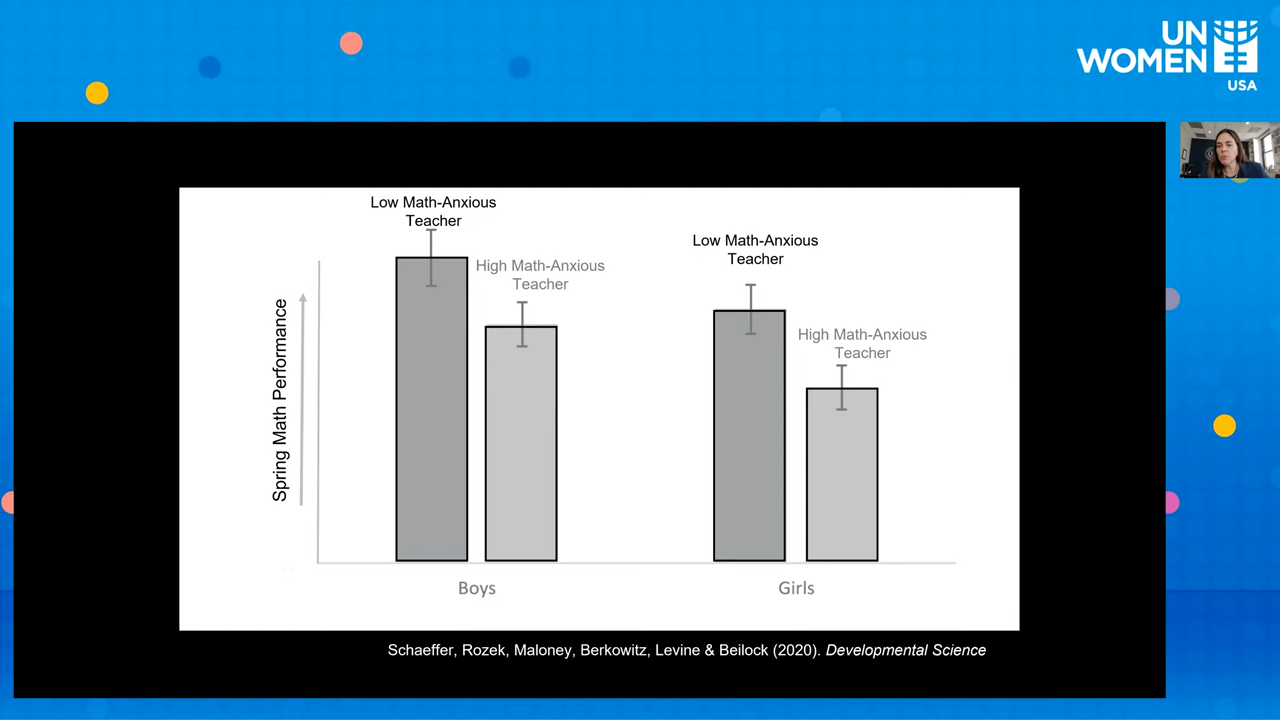 UN
WOMEN
USA
Low Math-Anxious
Teacher
High Math-Anxious
Teacher
Low Math-Anxious
Teacher
High Math-Anxious
Teacher
Spring Math Performance
Boys
Girls
Schaeffer, Rozek, Maloney, Berkowitz, Levine & Beilock (2020). Developmental Science